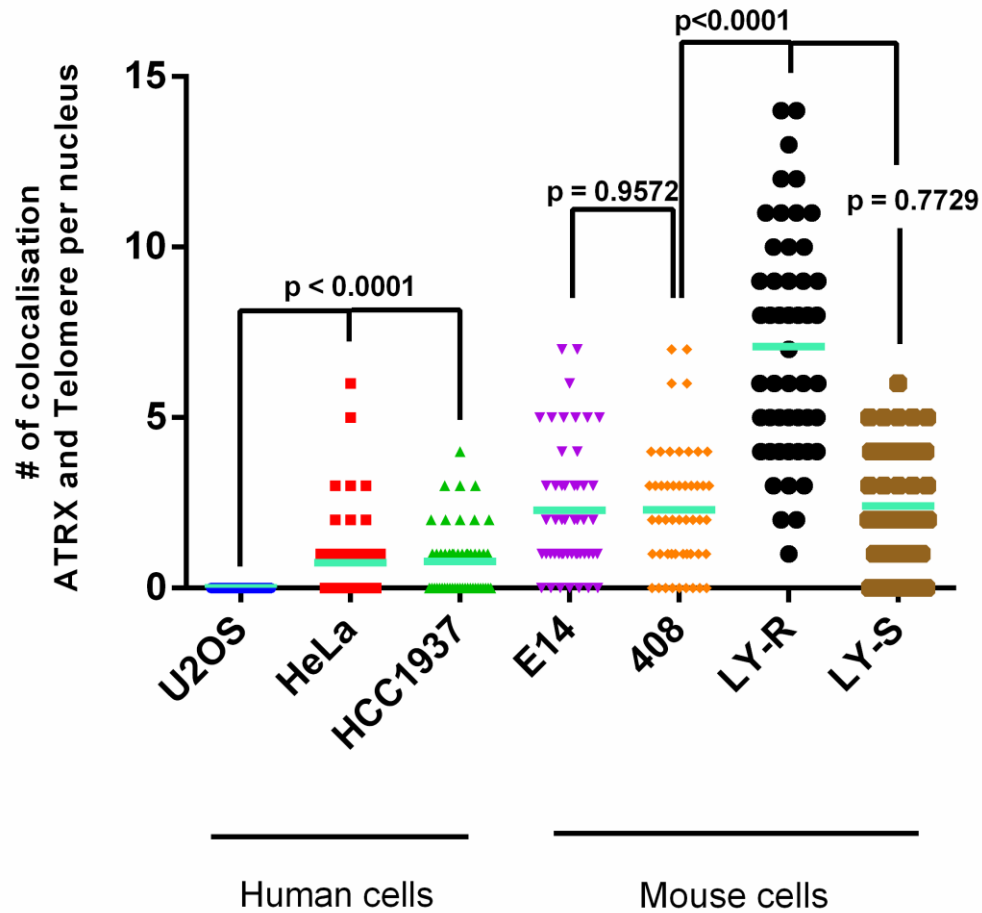 p<0.0001
15
p = 0.9572
p = 0.7729
10
p < 0.0001
5
0
# of colocalisation
ATRX and Telomere per nucleus
U2OS
HeLa
HCC1937
E14
408
LY-R
LY-S
Human cells
Mouse cells